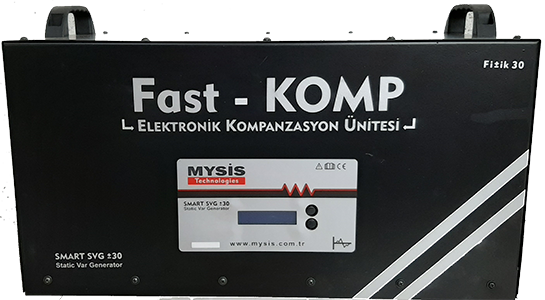 Fi±ik 30
Fast - KOMP
ELEKTRONİK KOMPANZASYON ÜNİTESİ
MYSİS
Technologies
SMART SVG ±30
Static Var Generator
www.mysis.com.tr
SMART SVG ±30
Static Var Generator